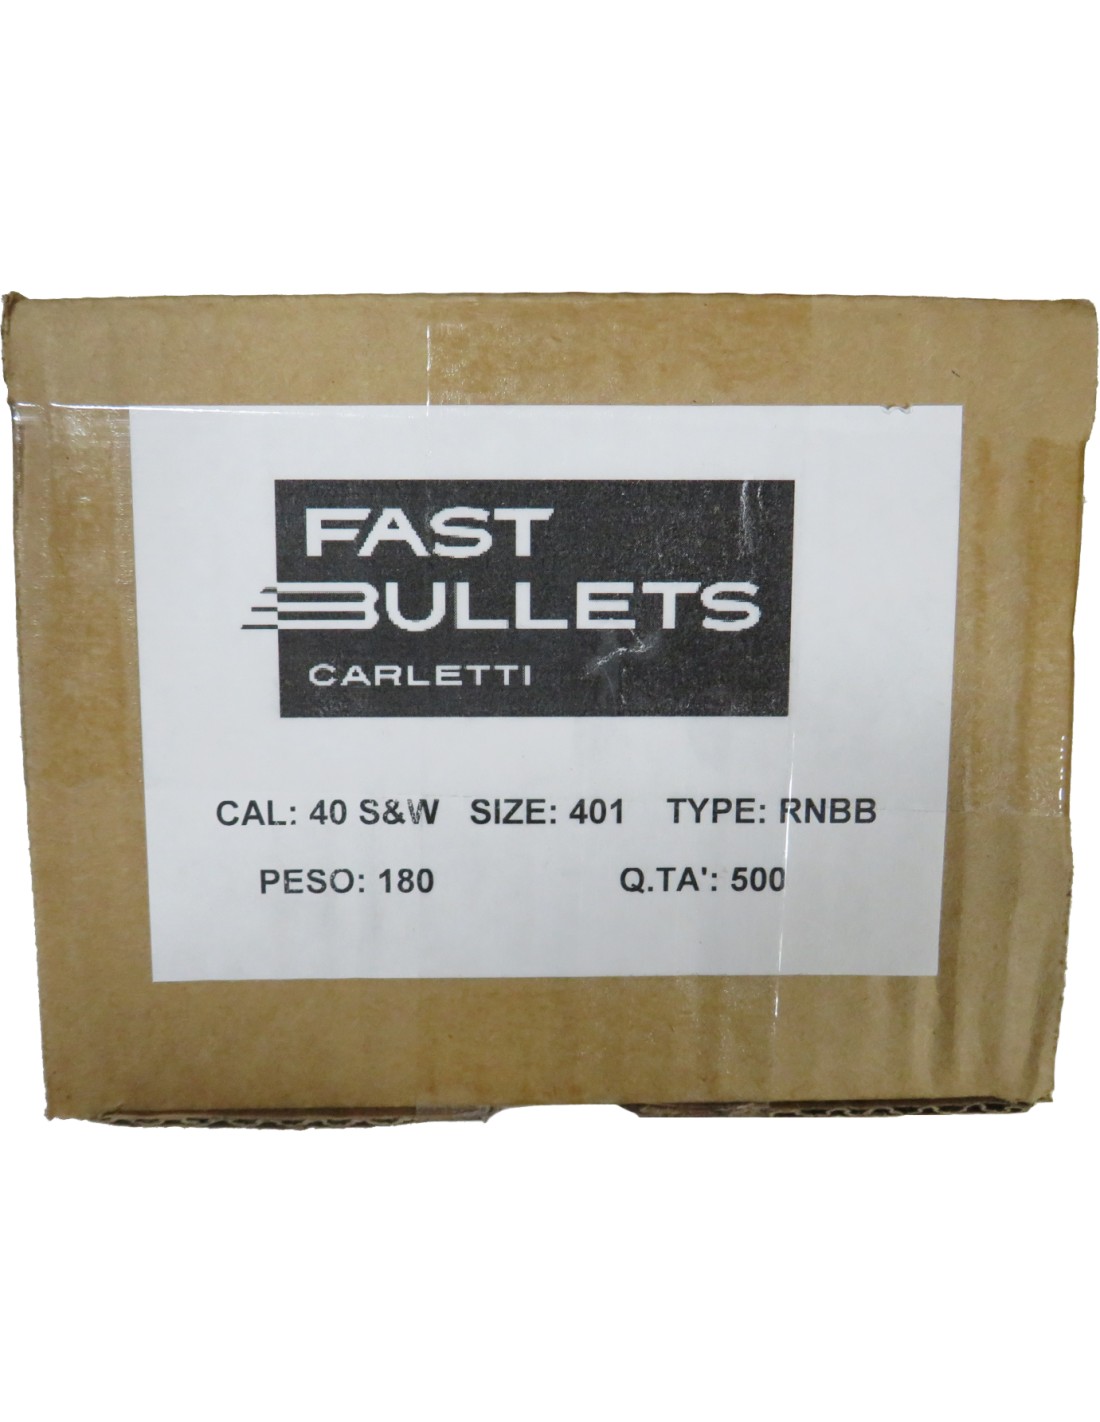 FAST
BULLETS
CARLETTI
CAL: 40 S&W SIZE: 401 TYPE: RNBB
PESO: 180 Q.TA': 500